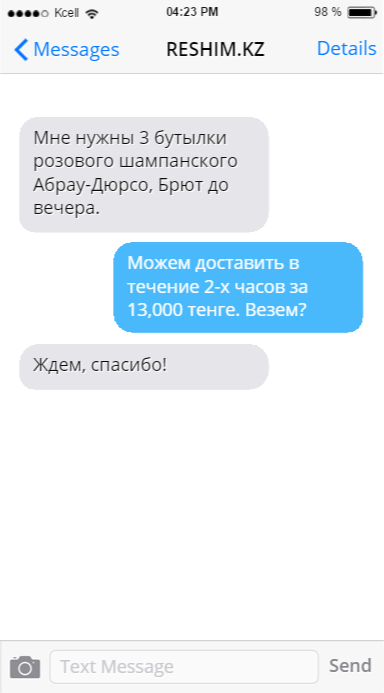 Kcell 04:23 PM 98 %
Messages RESHIM.KZ Details
Мне нужны 3 бутылки
розового шампанского
Абрау-Дюрсо, Брют до
вечера.
Можем доставить в
течение 2-х часов за
13,000 тенге. Везем?
Ждем, спасибо!
Text Message Send